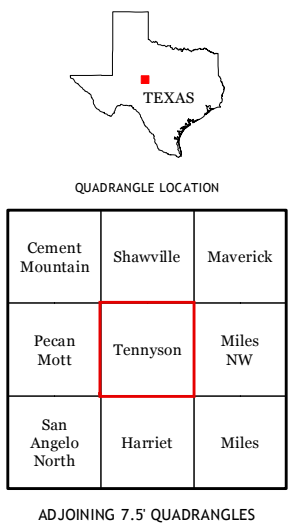 TEXAS
QUADRANGLE LOCATION
Cement
Mountain
Shawville
Maverick
Pecan
Mott
Tennyson
Miles
NW
San
Angelo
North
Harriet
Miles
ADJOINING 7.5' QUADRANGLES